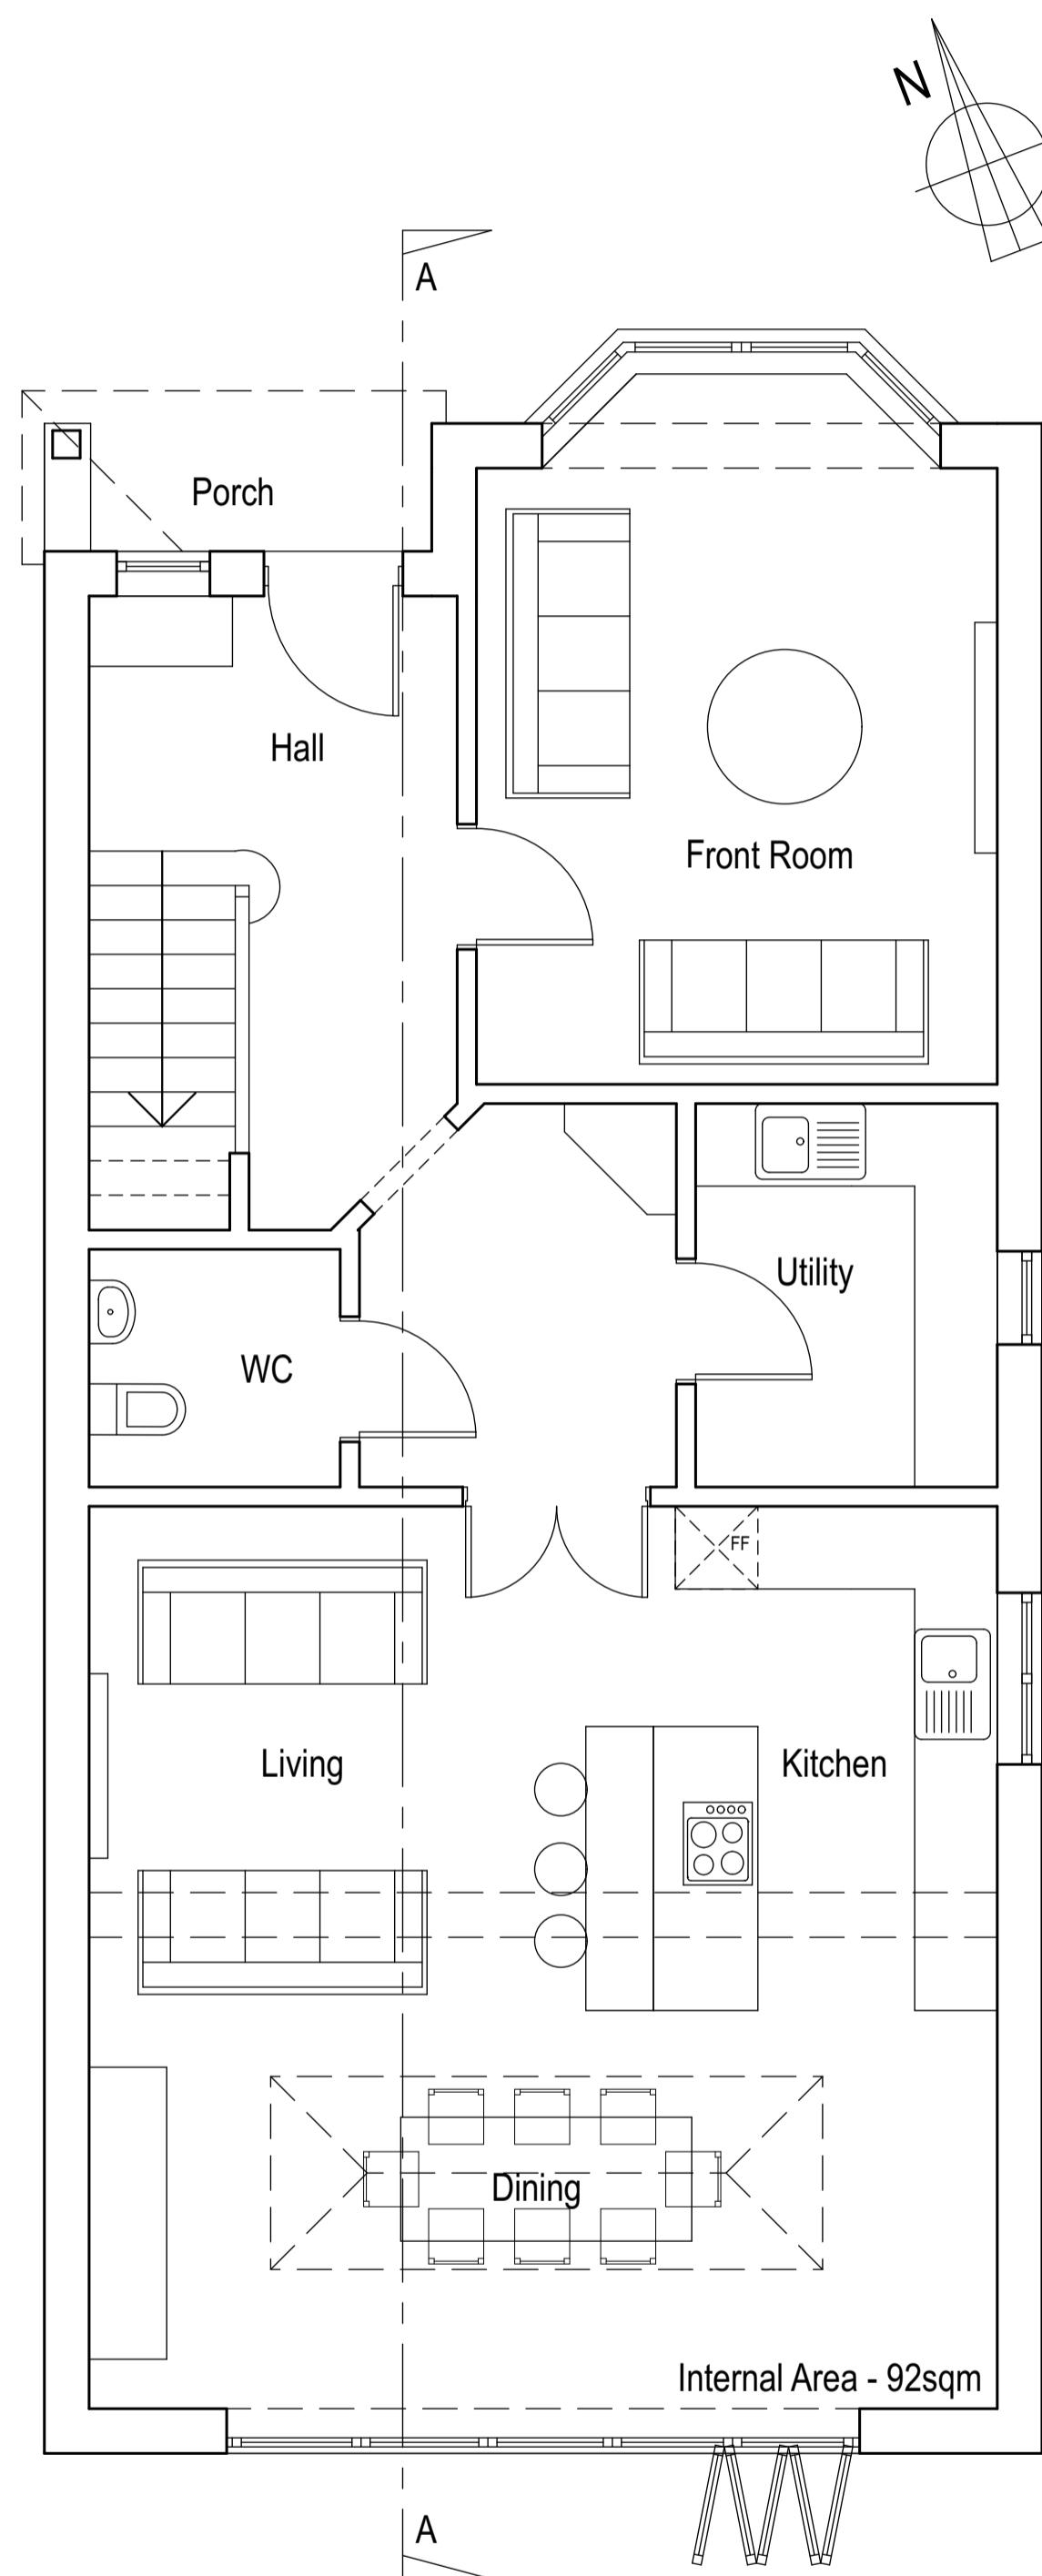 N
A
Porch
Hall
Front Room
Utility
WC
FF
Living
Kitchen
Dining
Internal Area - 92sqm
A